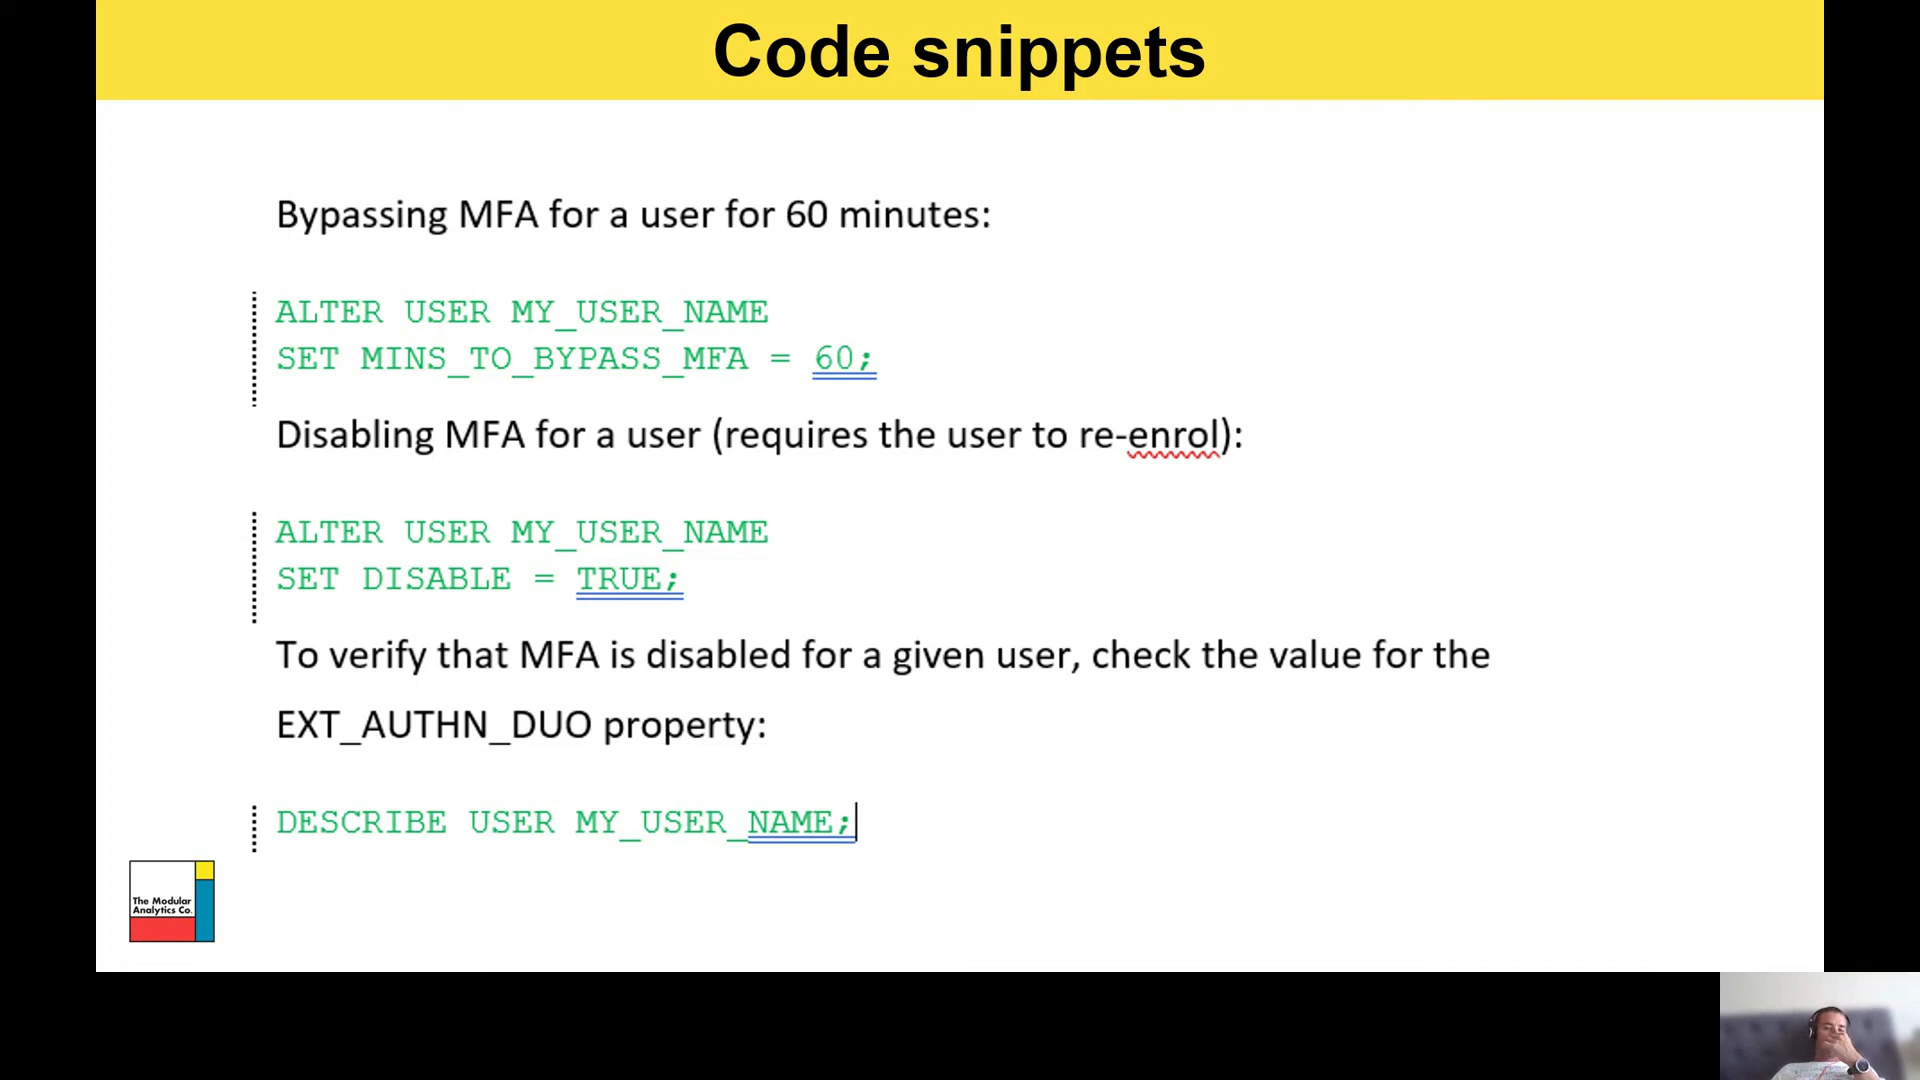 Code snippets
Bypassing MFA for a user for 60 minutes:
ALTER USER MY_USER_NAME
SET MINS_TO_BYPASS_MFA = 60;
Disabling MFA for a user (requires the user to re-enrol):
ALTER USER MY_USER_NAME
SET DISABLE = TRUE;
To verify that MFA is disabled for a given user, check the value for the
EXT_AUTHN_DUO property:
DESCRIBE USER MY_USER_NAME;
The Modular
Analytics Co.